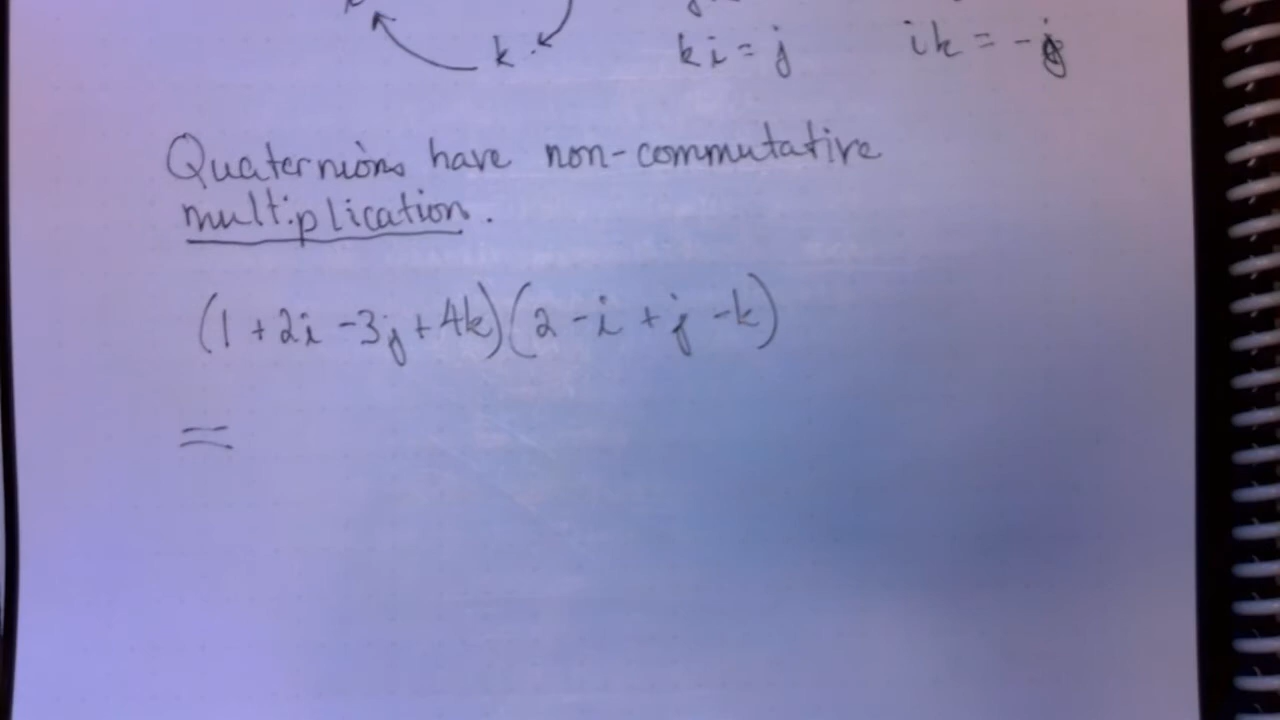 k ki = j ik = -j
Quaternions have non-commutative
multiplication.
(1 + 2i - 3j + 4k)(2 - i + j - k)
=